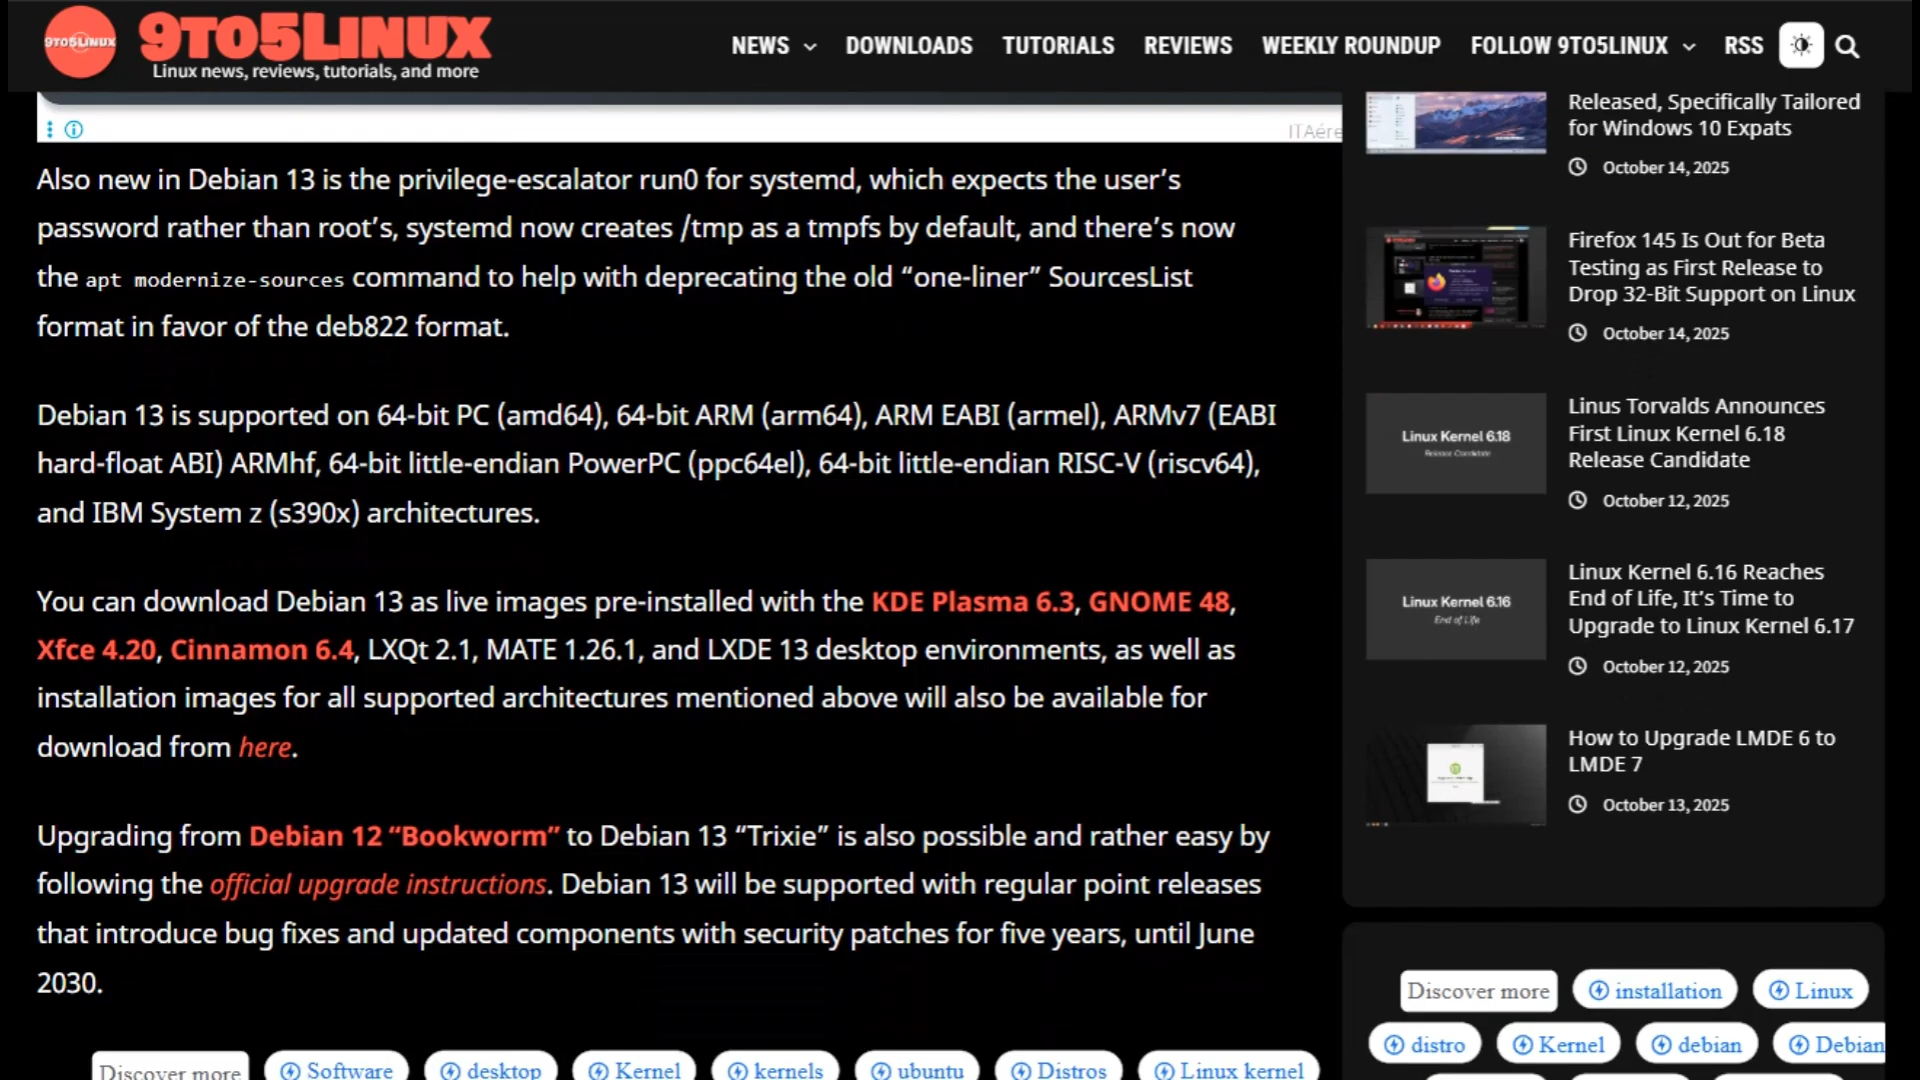 9TO5LINUX
9TO5LINUX
Linux news, reviews, tutorials, and more
NEWS
DOWNLOADS
TUTORIALS
REVIEWS
WEEKLY ROUNDUP
FOLLOW 9TO5LINUX
RSS
ITAére
Also new in Debian 13 is the privilege-escalator run0 for systemd, which expects the user’s
password rather than root’s, systemd now creates /tmp as a tmpfs by default, and there’s now
the apt modernize-sources command to help with deprecating the old “one-liner” SourcesList
format in favor of the deb822 format.
Debian 13 is supported on 64-bit PC (amd64), 64-bit ARM (arm64), ARM EABI (armel), ARMv7 (EABI
hard-float ABI) ARMhf, 64-bit little-endian PowerPC (ppc64el), 64-bit little-endian RISC-V (riscv64),
and IBM System z (s390x) architectures.
You can download Debian 13 as live images pre-installed with the KDE Plasma 6.3, GNOME 48,
Xfce 4.20, Cinnamon 6.4, LXQt 2.1, MATE 1.26.1, and LXDE 13 desktop environments, as well as
installation images for all supported architectures mentioned above will also be available for
download from here.
Upgrading from Debian 12 “Bookworm” to Debian 13 “Trixie” is also possible and rather easy by
following the official upgrade instructions. Debian 13 will be supported with regular point releases
that introduce bug fixes and updated components with security patches for five years, until June
2030.
Discover more
Software
desktop
Kernel
kernels
ubuntu
Distros
Linux kernel
Released, Specifically Tailored
for Windows 10 Expats
October 14, 2025
Firefox 145 Is Out for Beta
Testing as First Release to
Drop 32-Bit Support on Linux
October 14, 2025
Linux Kernel 6.18
Release Candidate
Linus Torvalds Announces
First Linux Kernel 6.18
Release Candidate
October 12, 2025
Linux Kernel 6.16
End of Life
Linux Kernel 6.16 Reaches
End of Life, It’s Time to
Upgrade to Linux Kernel 6.17
October 12, 2025
How to Upgrade LMDE 6 to
LMDE 7
October 13, 2025
Discover more
installation
Linux
distro
Kernel
debian
Debian